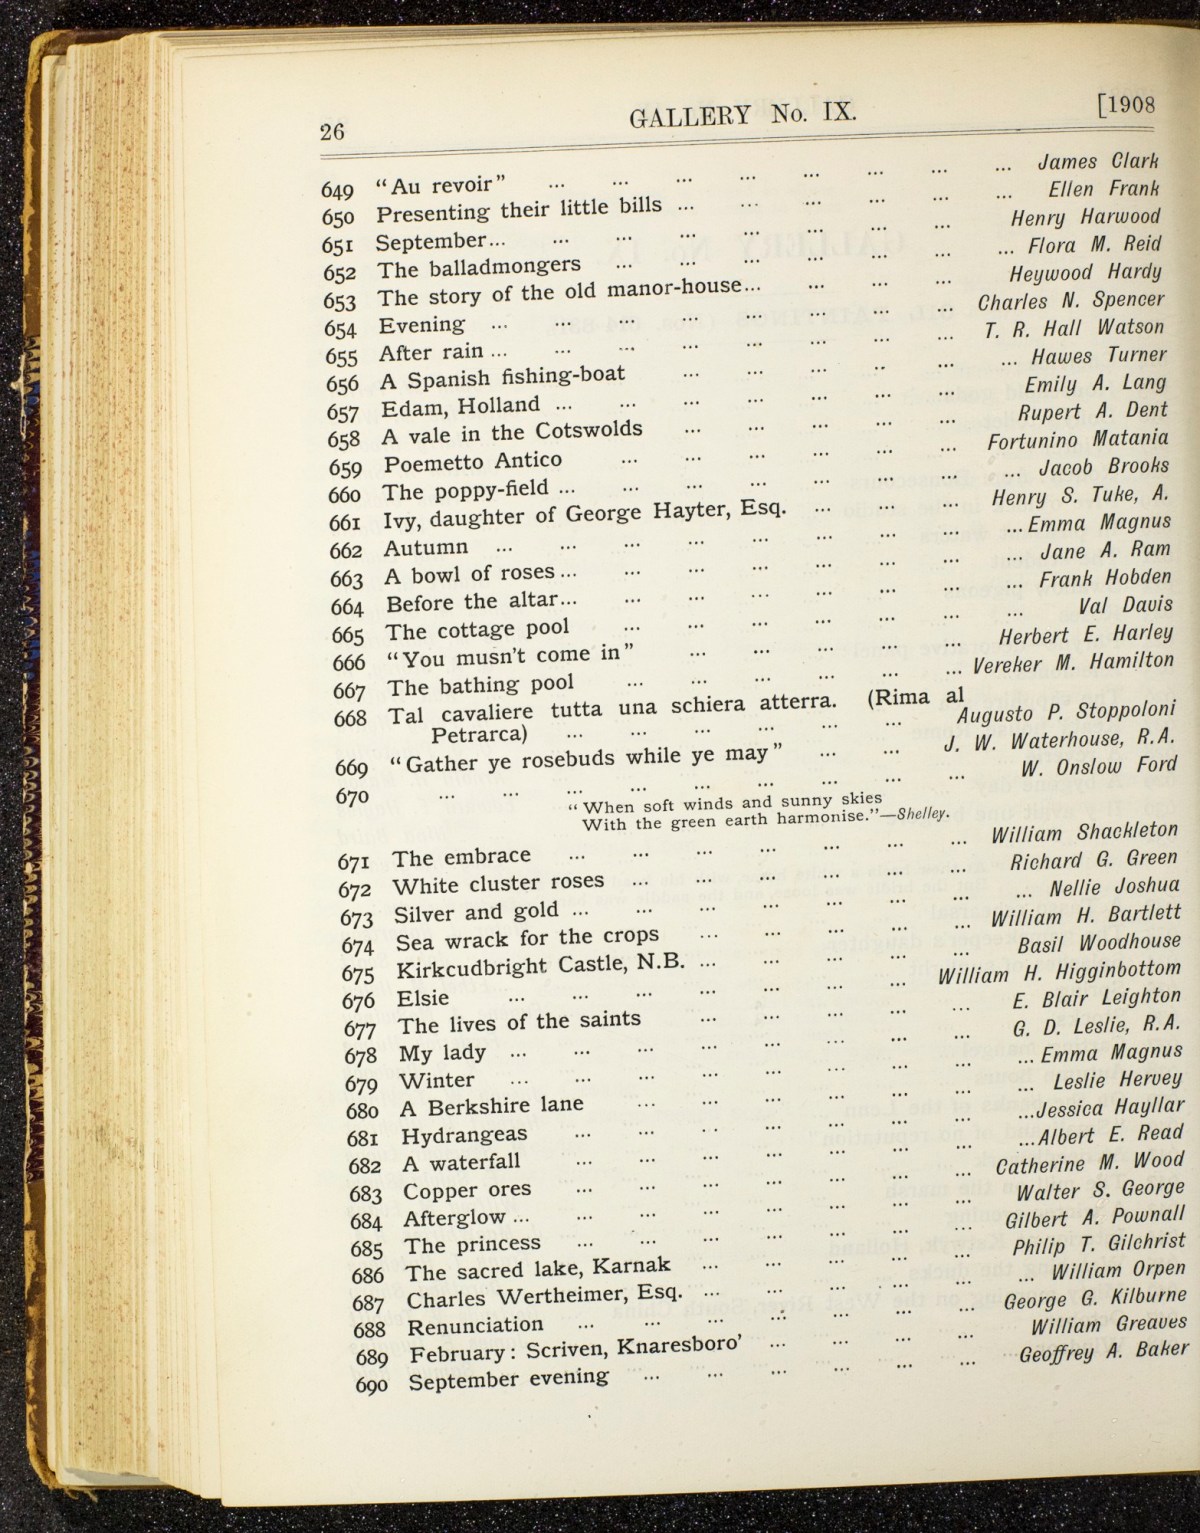 26 GALLERY No. IX. [1908
649 "Au revoir" ... ... ... ... ... ... ... ... James Clark
650 Presenting their little bills ... ... ... ... ... ... Ellen Frank
651 September... ... ... ... ... ... ... ... Henry Harwood
652 The balladmongers ... ... ... ... ... ... ... Flora M. Reid
653 The story of the old manor-house... ... ... ... Heywood Hardy
654 Evening ... ... ... ... ... ... ... Charles N. Spencer
655 After rain ... ... ... ... ... ... ... ... T. R. Hall Watson
656 A Spanish fishing-boat ... ... ... .. ... ... Hawes Turner
657 Edam, Holland ... ... ... ... ... ... ... Emily A. Lang
658 A vale in the Cotswolds ... ... ... ... ... Rupert A. Dent
659 Poemetto Antico ... ... ... ... ... ... Fortunino Matania
660 The poppy-field ... ... ... ... ... ... ... ... Jacob Brooks
661 Ivy, daughter of George Hayter, Esq. ... ... ... Henry S. Tuke, A.
662 Autumn ... ... ... ... ... ... ... ... ... Emma Magnus
663 A bowl of roses ... ... ... ... ... ... ... ... Jane A. Ram
664 Before the altar... ... ... ... ... ... ... ... Frank Hobden
665 The cottage pool ... ... ... ... ... ... ... Val Davis
666 "You musn't come in" ... ... ... ... ... Herbert E. Harley
667 The bathing pool ... ... ... ... ... ... Vereker M. Hamilton
668 Tal cavaliere tutta una schiera atterra. (Rima al
Petrarca) ... ... ... ... ... ... Augusto P. Stoppoloni
669 "Gather ye rosebuds while ye may" ... ... J. W. Waterhouse, R.A.
670 ... ... ... ... ... ... ... ... ... W. Onslow Ford
"When soft winds and sunny skies
With the green earth harmonise."—Shelley.
671 The embrace ... ... ... ... ... ... ... William Shackleton
672 White cluster roses ... ... ... ... ... ... Richard G. Green
673 Silver and gold ... ... ... ... ... ... ... ... Nellie Joshua
674 Sea wrack for the crops ... ... ... ... ... William H. Bartlett
675 Kirkcudbright Castle, N.B. ... ... ... ... ... Basil Woodhouse
676 Elsie ... ... ... ... ... ... ... William H. Higginbottom
677 The lives of the saints ... ... ... ... ... E. Blair Leighton
678 My lady ... ... ... ... ... ... ... ... G. D. Leslie, R.A.
679 Winter ... ... ... ... ... ... ... ... ... Emma Magnus
680 A Berkshire lane ... ... ... ... ... ... ... Leslie Hervey
681 Hydrangeas ... ... ... ... ... ... ... ...Jessica Hayllar
682 A waterfall ... ... ... ... ... ... ... ...Albert E. Read
683 Copper ores ... ... ... ... ... ... ... Catherine M. Wood
684 Afterglow ... ... ... ... ... ... ... ... Walter S. George
685 The princess ... ... ... ... ... ... ... Gilbert A. Pownall
686 The sacred lake, Karnak ... ... ... ... ... Philip T. Gilchrist
687 Charles Wertheimer, Esq. ... ... ... ... ... ... William Orpen
688 Renunciation ... ... ... ... ... ... ... George G. Kilburne
689 February: Scriven, Knaresboro' ... ... ... ... William Greaves
690 September evening ... ... ... ... ... ... Geoffrey A. Baker